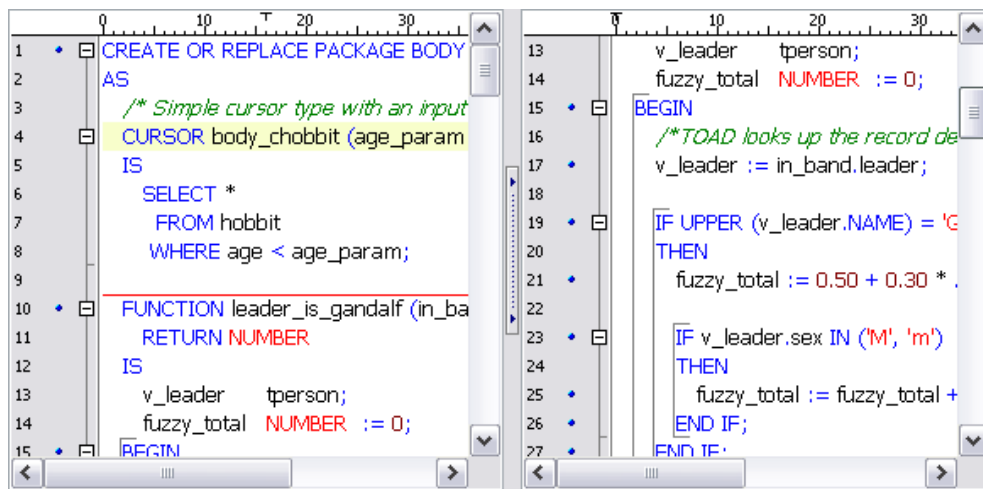 0 10 20 30
1 CREATE OR REPLACE PACKAGE BODY
2 AS
3 /* Simple cursor type with an input
4 CURSOR body_chobbit (age_param
5 IS
6 SELECT *
7 FROM hobbit
8 WHERE age < age_param;
9
10 FUNCTION leader_is_gandalf (in_ba
11 RETURN NUMBER
12 IS
13 v_leader tperson;
14 fuzzy_total NUMBER := 0;
15 BEGIN
0 10 20 30
13 v_leader tperson;
14 fuzzy_total NUMBER := 0;
15 BEGIN
16 /*TOAD looks up the record de
17 v_leader := in_band.leader;
18
19 IF UPPER (v_leader.NAME) = 'G
20 THEN
21 fuzzy_total := 0.50 + 0.30 * .
22
23 IF v_leader.sex IN ('M', 'm')
24 THEN
25 fuzzy_total := fuzzy_total +
26 END IF;
27 END IF;